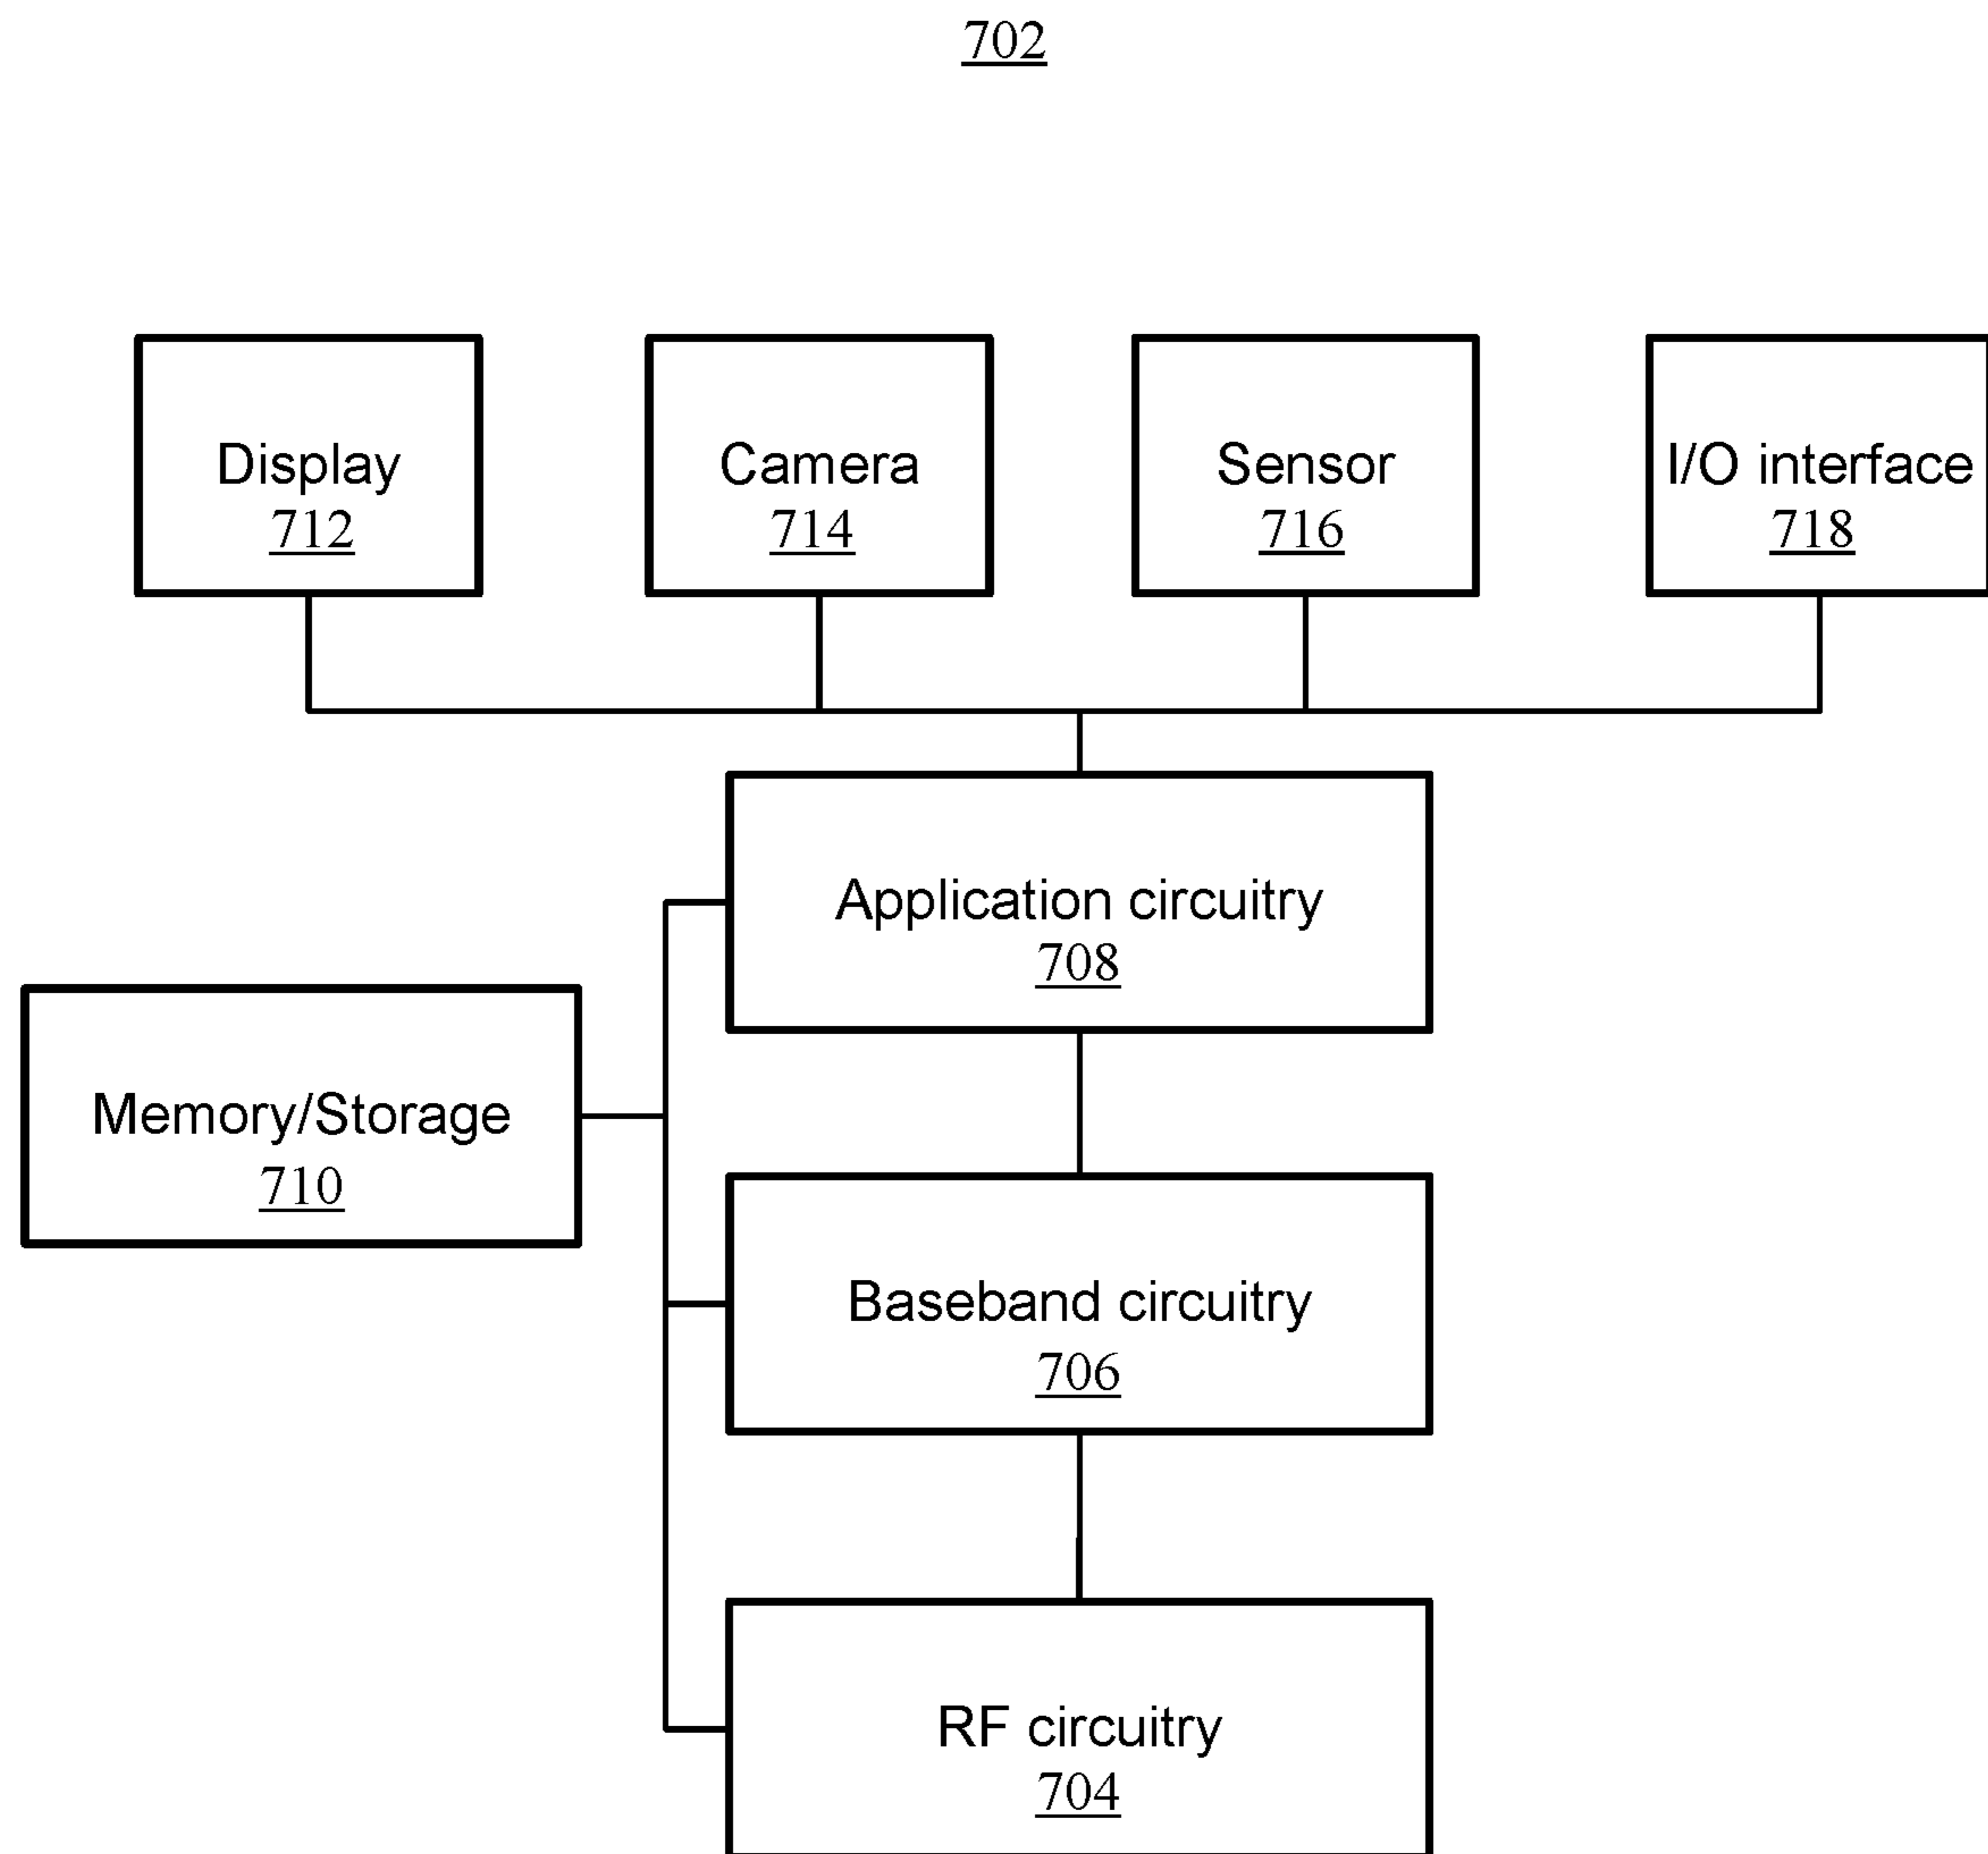 702
Display
712
Camera
714
Sensor
716
I/O interface
718
Application circuitry
708
Memory/Storage
710
Baseband circuitry
706
RF circuitry
704